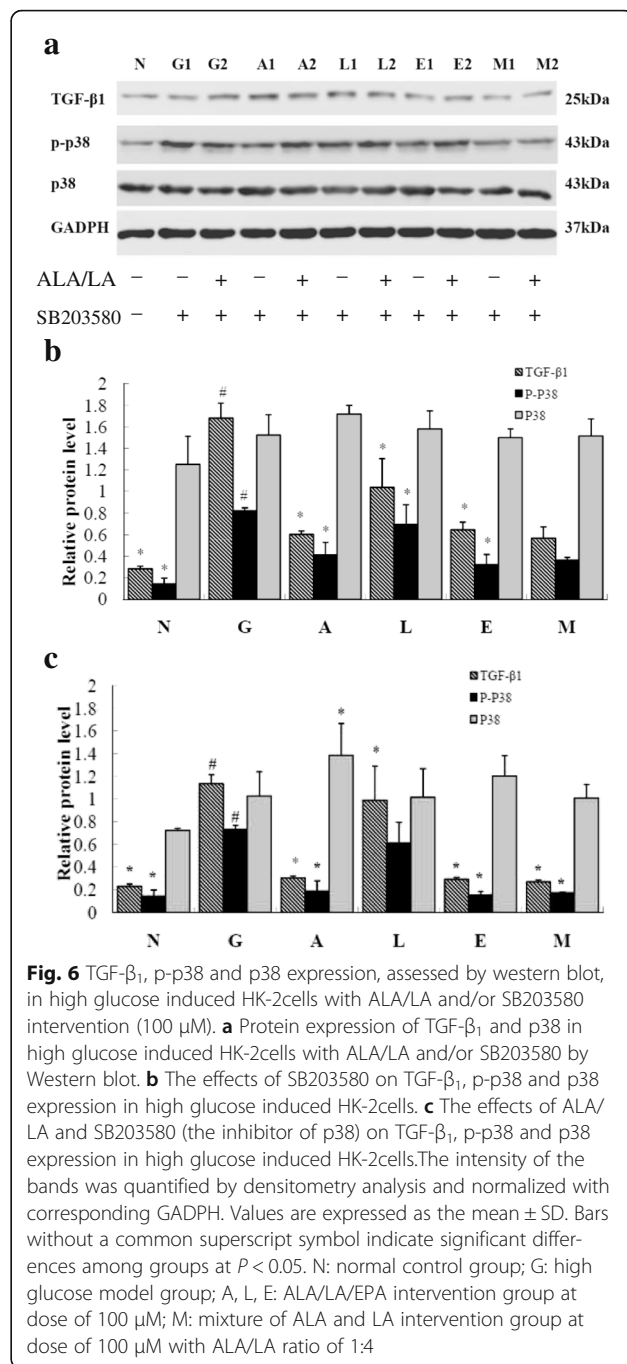 a
N G1 G2 A1 A2 L1 L2 E1 E2 M1 M2
TGF-β1 25kDa
p-p38 43kDa
p38 43kDa
GADPH 37kDa
ALA/LA − − + − + − + − + − +
SB203580 − + + + + + + + + + +
b
Relative protein level
2
1.8
1.6
1.4
1.2
1
0.8
0.6
0.4
0.2
0
TGF-β1
P-P38
P38
* * # # * * * * * *
N G A L E M
c
Relative protein level
2
1.8
1.6
1.4
1.2
1
0.8
0.6
0.4
0.2
0
TGF-β1
P-P38
P38
* * # # * * * * * * * *
N G A L E M
Fig. 6 TGF-β₁, p-p38 and p38 expression, assessed by western blot,
in high glucose induced HK-2cells with ALA/LA and/or SB203580
intervention (100 μM). a Protein expression of TGF-β₁ and p38 in
high glucose induced HK-2cells with ALA/LA and/or SB203580 by
Western blot. b The effects of SB203580 on TGF-β₁, p-p38 and p38
expression in high glucose induced HK-2cells. c The effects of ALA/
LA and SB203580 (the inhibitor of p38) on TGF-β₁, p-p38 and p38
expression in high glucose induced HK-2cells.The intensity of the
bands was quantified by densitometry analysis and normalized with
corresponding GADPH. Values are expressed as the mean ± SD. Bars
without a common superscript symbol indicate significant differ-
ences among groups at P < 0.05. N: normal control group; G: high
glucose model group; A, L, E: ALA/LA/EPA intervention group at
dose of 100 μM; M: mixture of ALA and LA intervention group at
dose of 100 μM with ALA/LA ratio of 1:4